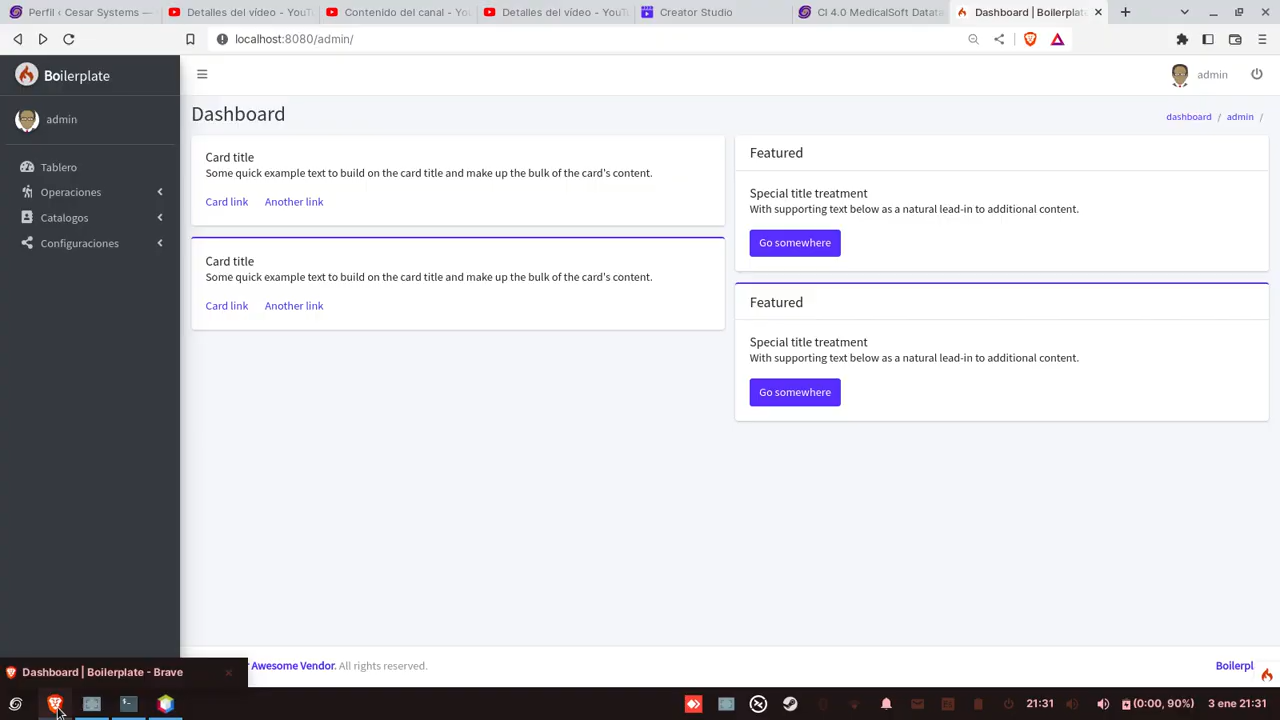 Perfil ‹ Cesar Systems —
Detalles del vídeo - YouTu
Contenido del canal - You
Detalles del vídeo - YouTu
Creator Studio
CI 4.0 MedicalSoft Datata
Dashboard | Boilerplate
localhost:8080/admin/
Boilerplate
admin
admin
Dashboard
dashboard / admin /
Tablero
Operaciones
Catalogos
Configuraciones
Card title
Some quick example text to build on the card title and make up the bulk of the card's content.
Card link Another link
Card title
Some quick example text to build on the card title and make up the bulk of the card's content.
Card link Another link
Featured
Special title treatment
With supporting text below as a natural lead-in to additional content.
Go somewhere
Featured
Special title treatment
With supporting text below as a natural lead-in to additional content.
Go somewhere
Awesome Vendor. All rights reserved.
Boilerpl
Dashboard | Boilerplate - Brave
21:31
(0:00, 90%)
3 ene 21:31